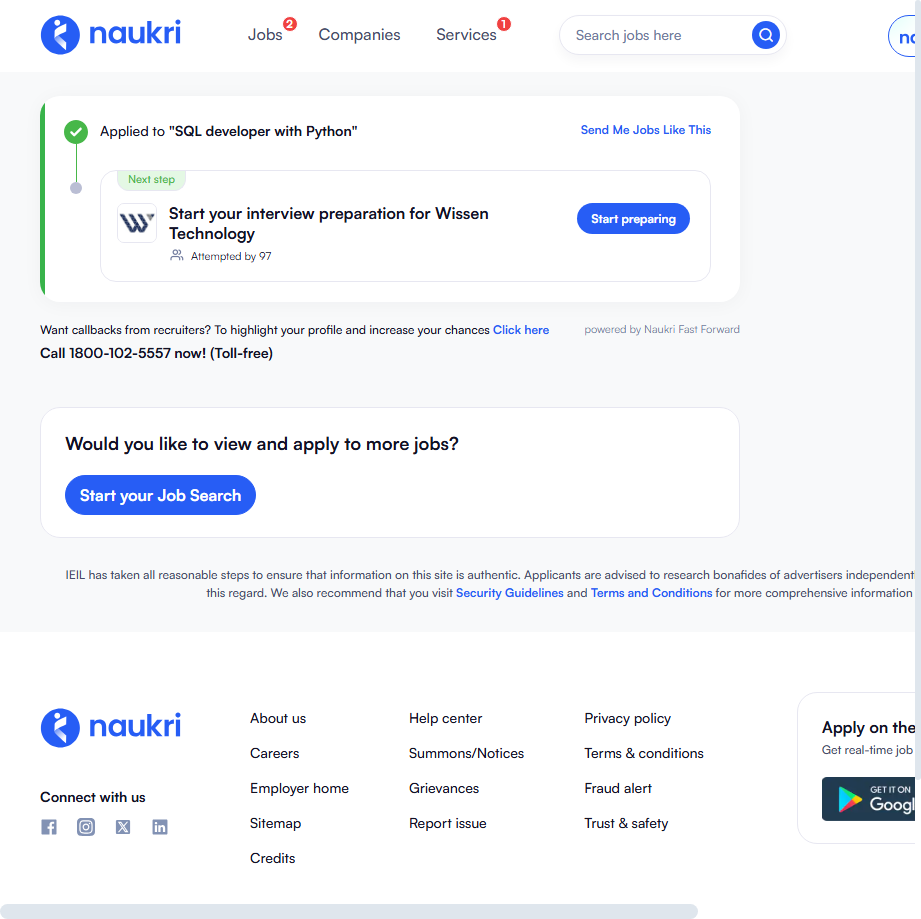 naukri
Jobs 2
Companies
Services 1
Search jobs here
Applied to "SQL developer with Python"
Send Me Jobs Like This
Next step
Start your interview preparation for Wissen
Technology
Start preparing
Attempted by 97
Want callbacks from recruiters? To highlight your profile and increase your chances Click here
powered by Naukri Fast Forward
Call 1800-102-5557 now! (Toll-free)
Would you like to view and apply to more jobs?
Start your Job Search
IEIL has taken all reasonable steps to ensure that information on this site is authentic. Applicants are advised to research bonafides of advertisers independent
this regard. We also recommend that you visit Security Guidelines and Terms and Conditions for more comprehensive information
naukri
Connect with us
About us
Careers
Employer home
Sitemap
Credits
Help center
Summons/Notices
Grievances
Report issue
Privacy policy
Terms & conditions
Fraud alert
Trust & safety
Apply on the
Get real-time job
GET IT ON